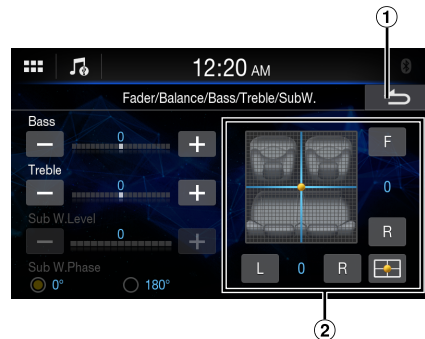 ①
12:20 AM
Fader/Balance/Bass/Treble/SubW.
Bass
0
Treble
0
Sub W.Level
0
Sub W.Phase
0° 180°
F
0
R
L 0 R
②